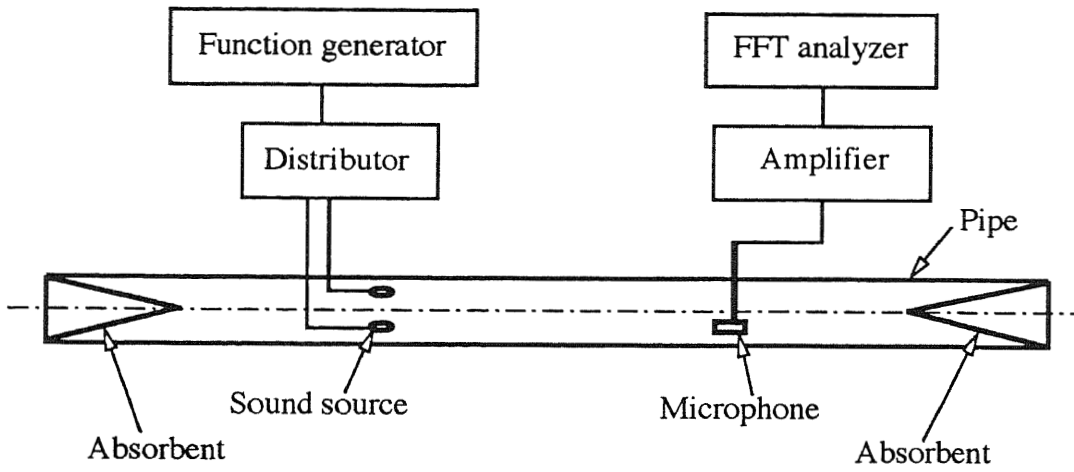 Function generator
FFT analyzer
Distributor
Amplifier
Pipe
Sound source
Microphone
Absorbent
Absorbent